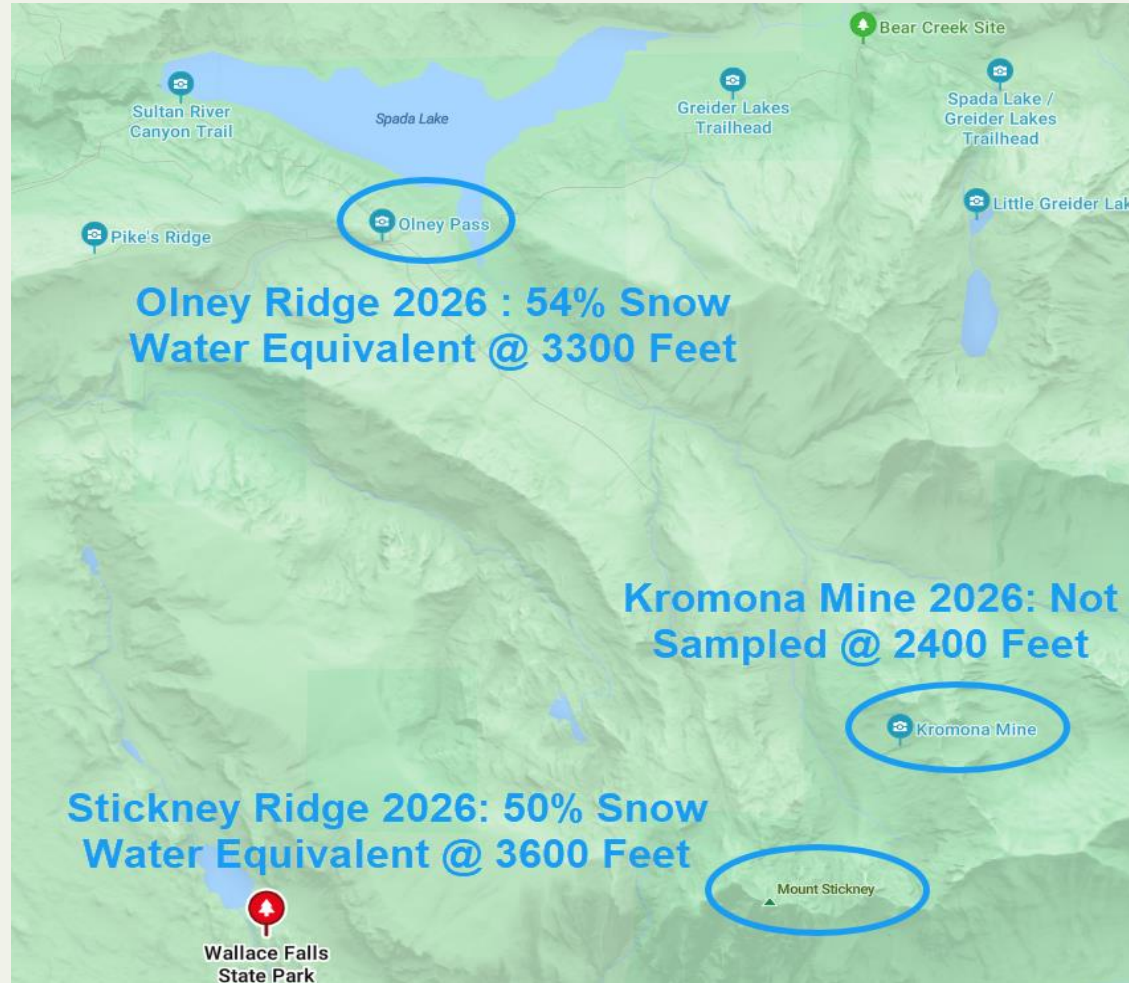 Bear Creek Site
Sultan River
Canyon Trail
Spada Lake
Greider Lakes
Trailhead
Spada Lake /
Greider Lakes
Trailhead
Little Greider Lak
Pike's Ridge
Olney Pass
Olney Ridge 2026 : 54% Snow
Water Equivalent @ 3300 Feet
Kromona Mine 2026: Not
Sampled @ 2400 Feet
Kromona Mine
Stickney Ridge 2026: 50% Snow
Water Equivalent @ 3600 Feet
Mount Stickney
Wallace Falls
State Park